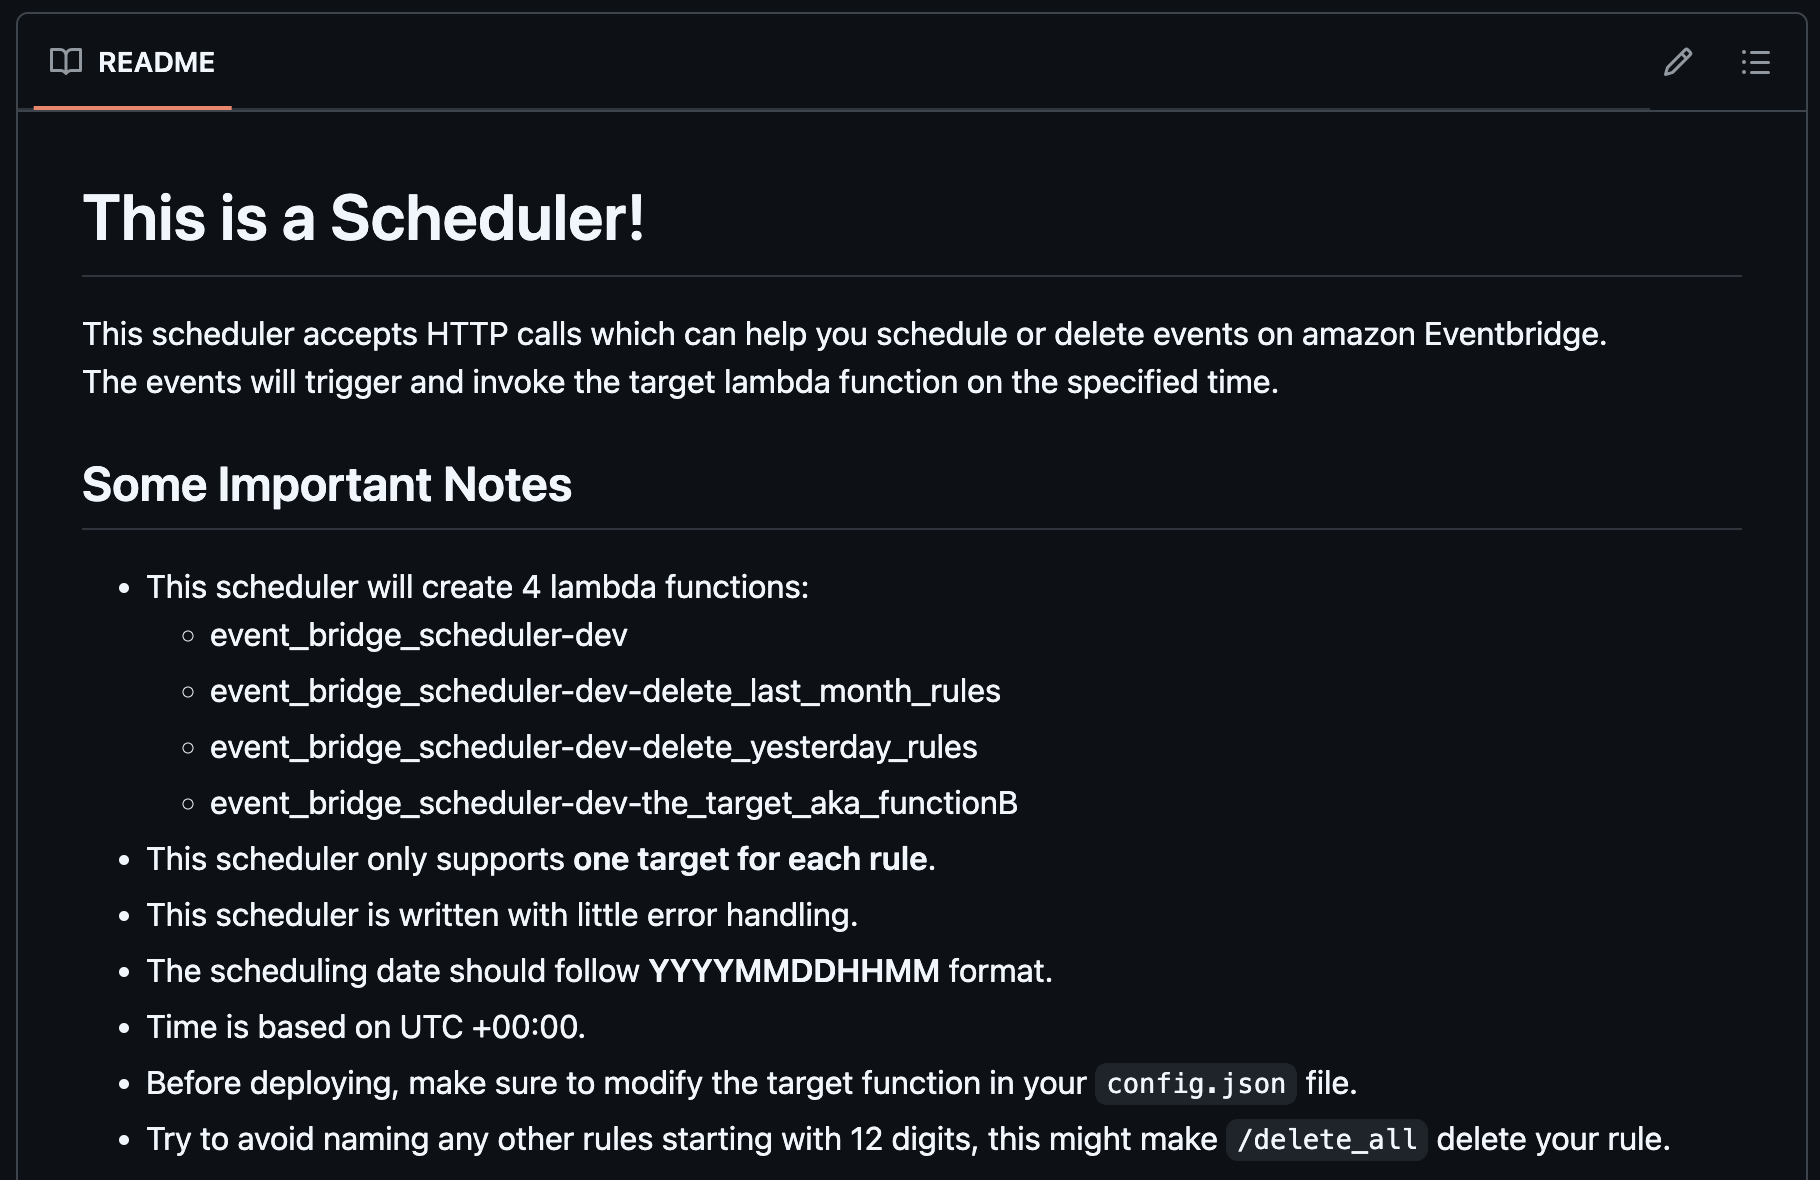 README
This is a Scheduler!
This scheduler accepts HTTP calls which can help you schedule or delete events on amazon Eventbridge.
The events will trigger and invoke the target lambda function on the specified time.
Some Important Notes
This scheduler will create 4 lambda functions:
event_bridge_scheduler-dev
event_bridge_scheduler-dev-delete_last_month_rules
event_bridge_scheduler-dev-delete_yesterday_rules
event_bridge_scheduler-dev-the_target_aka_functionB
This scheduler only supports one target for each rule.
This scheduler is written with little error handling.
The scheduling date should follow YYYYMMDDHHMM format.
Time is based on UTC +00:00.
Before deploying, make sure to modify the target function in your config.json file.
Try to avoid naming any other rules starting with 12 digits, this might make /delete_all delete your rule.